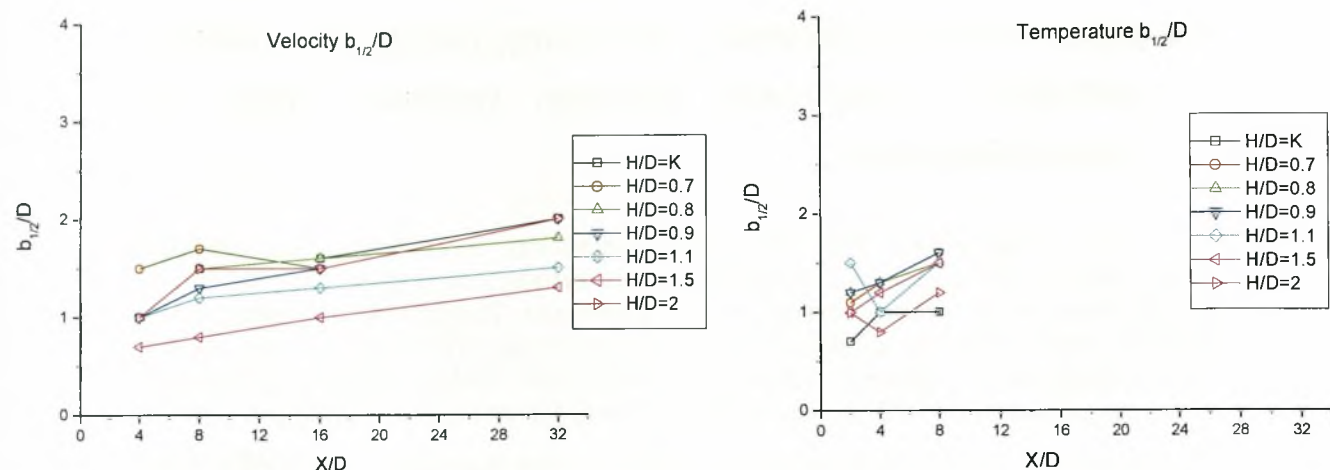 Velocity b1/2/D
4
3
2
1
0
b1/2/D
0 4 8 12 16 20 24 28 32
X/D
H/D=K
H/D=0.7
H/D=0.8
H/D=0.9
H/D=1.1
H/D=1.5
H/D=2
Temperature b1/2/D
4
3
2
1
0
b1/2/D
0 4 8 12 16 20 24 28 32
X/D
H/D=K
H/D=0.7
H/D=0.8
H/D=0.9
H/D=1.1
H/D=1.5
H/D=2